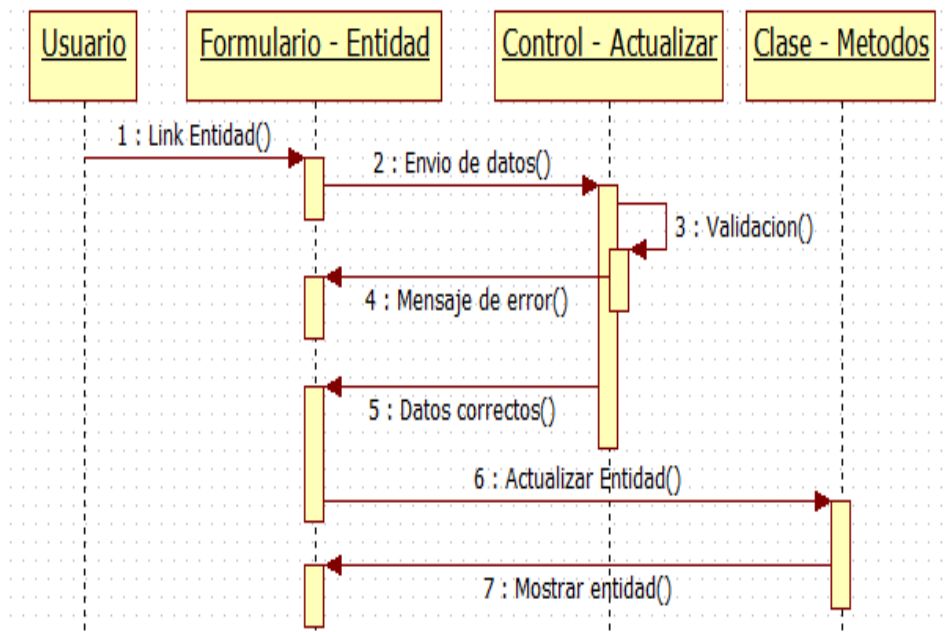 Usuario
Formulario - Entidad
Control - Actualizar
Clase - Metodos
1 : Link Entidad()
2 : Envio de datos()
3 : Validacion()
4 : Mensaje de error()
5 : Datos correctos()
6 : Actualizar Entidad()
7 : Mostrar entidad()